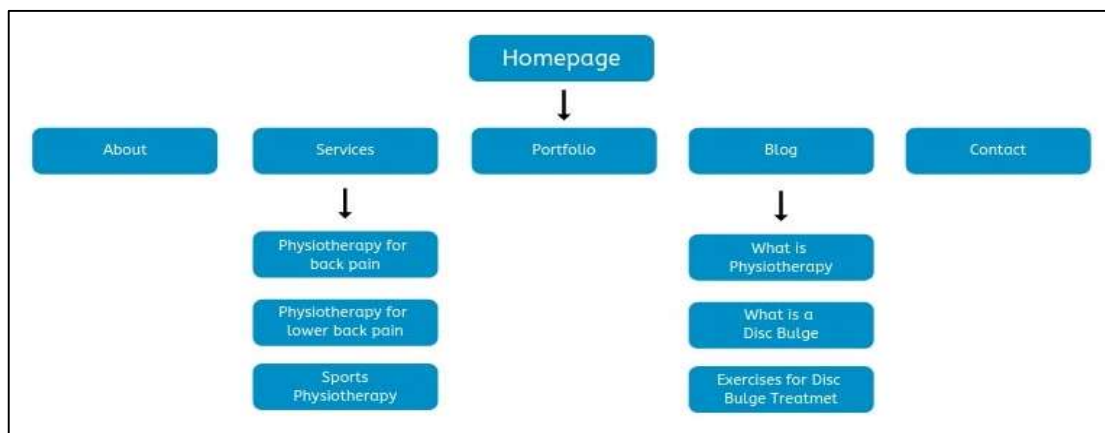 Homepage
About
Services
Portfolio
Blog
Contact
Physiotherapy for
back pain
Physiotherapy for
lower back pain
Sports
Physiotherapy
What is
Physiotherapy
What is a
Disc Bulge
Exercises for Disc
Bulge Treatmet